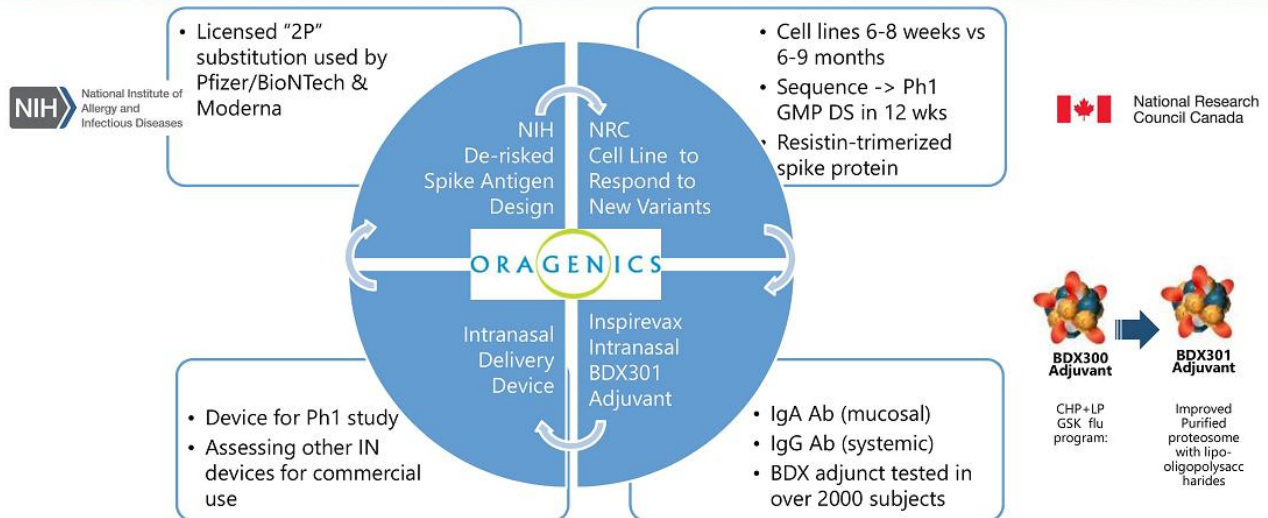 • Licensed “2P”
substitution used by
Pfizer/BioNTech &
Moderna
NIH
National Institute of
Allergy and
Infectious Diseases
• Cell lines 6-8 weeks vs
6-9 months
• Sequence -> Ph1
GMP DS in 12 wks
• Resistin-trimerized
spike protein
National Research
Council Canada
NIH
De-risked
Spike Antigen
Design
NRC
Cell Line to
Respond to
New Variants
ORAGENICS
Intranasal
Delivery
Device
Inspirevax
Intranasal
BDX301
Adjuvant
• Device for Ph1 study
• Assessing other IN
devices for commercial
use
• IgA Ab (mucosal)
• IgG Ab (systemic)
• BDX adjunct tested in
over 2000 subjects
BDX300
Adjuvant
CHP+LP
GSK flu
program:
BDX301
Adjuvant
Improved
Purified
proteosome
with lipo-
oligopolysacc
harides